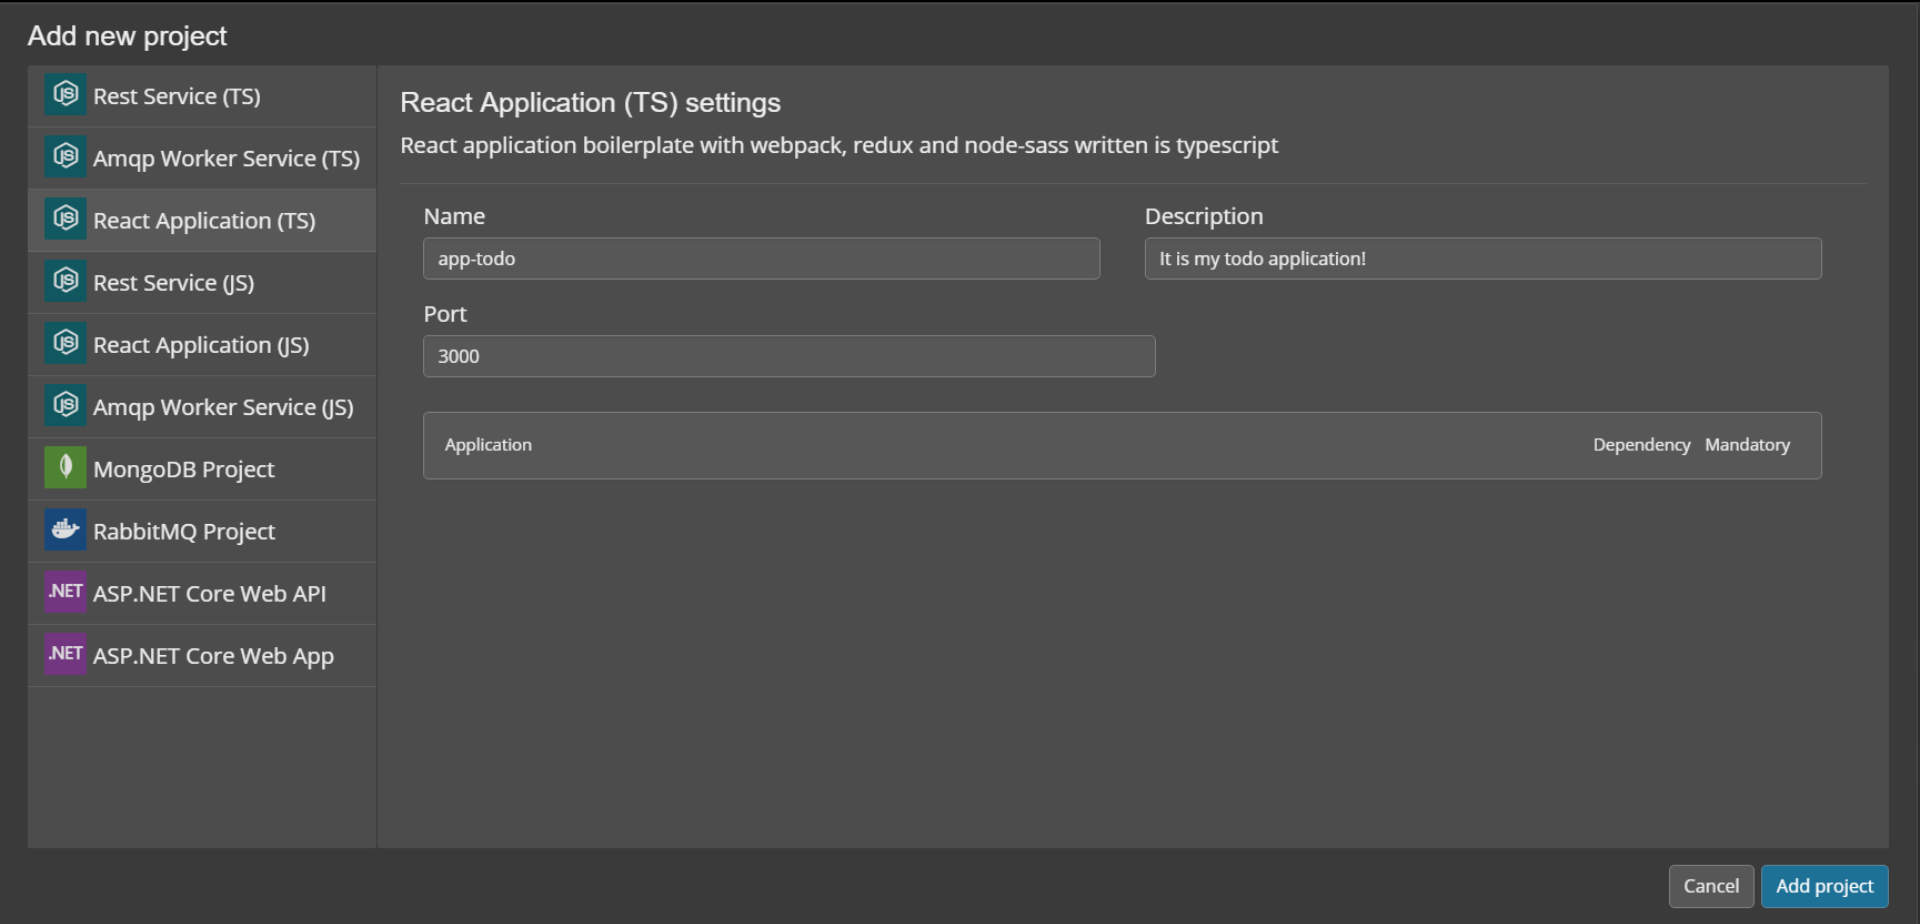 Add new project
JS Rest Service (TS)
JS Amqp Worker Service (TS)
JS React Application (TS)
JS Rest Service (JS)
JS React Application (JS)
JS Amqp Worker Service (JS)
MongoDB Project
RabbitMQ Project
.NET ASP.NET Core Web API
.NET ASP.NET Core Web App
React Application (TS) settings
React application boilerplate with webpack, redux and node-sass written is typescript
Name
app-todo
Description
It is my todo application!
Port
3000
Application Dependency Mandatory
Cancel Add project